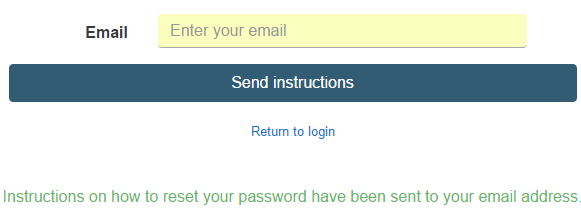 Email Enter your email
Send instructions
Return to login
Instructions on how to reset your password have been sent to your email address.